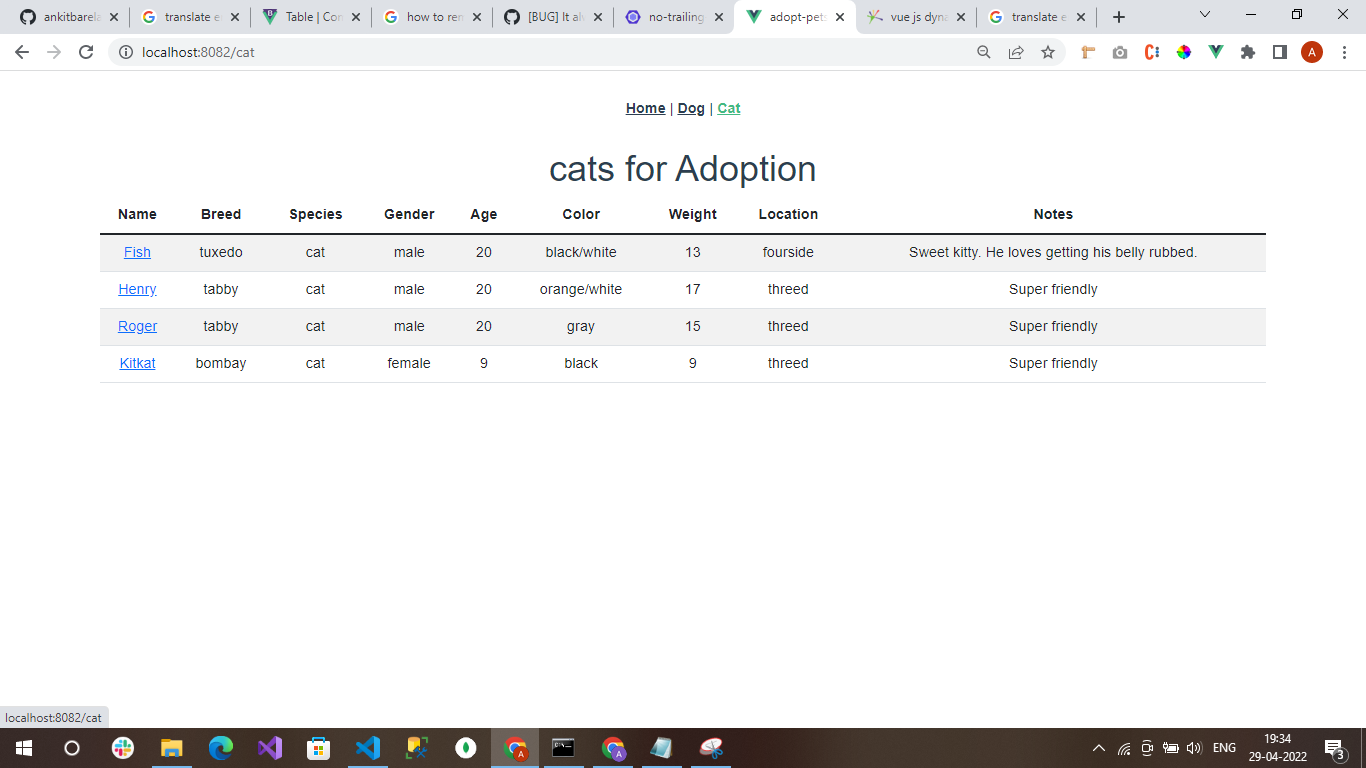 ankitbarela
translate e
Table | Con
how to ren
[BUG] It alw
no-trailing
adopt-pets
vue js dyna
translate e
localhost:8082/cat
A
Home | Dog | Cat
cats for Adoption
Name Breed Species Gender Age Color Weight Location Notes
Fish tuxedo cat male 20 black/white 13 fourside Sweet kitty. He loves getting his belly rubbed.
Henry tabby cat male 20 orange/white 17 threed Super friendly
Roger tabby cat male 20 gray 15 threed Super friendly
Kitkat bombay cat female 9 black 9 threed Super friendly
localhost:8082/cat
ENG
19:34
29-04-2022
3